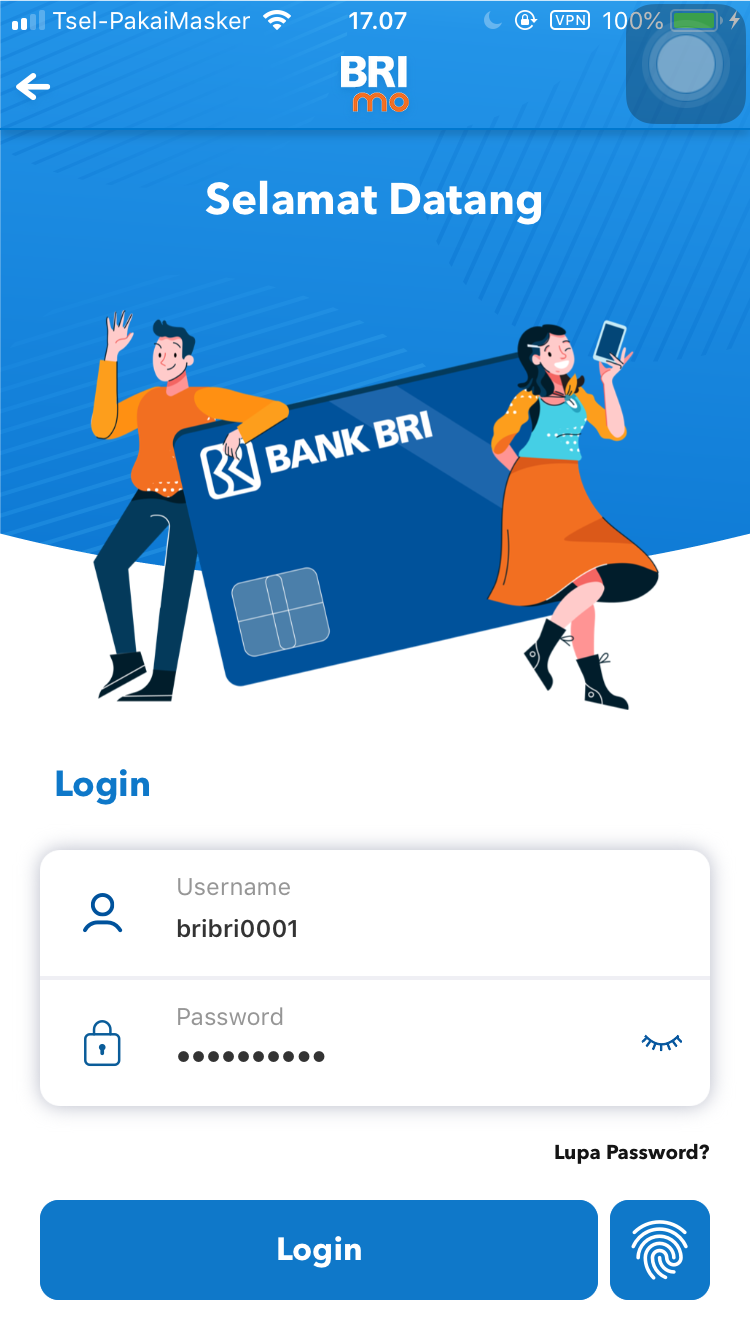 Tsel-PakaiMasker 17.07 VPN 100%
BRI
mo
Selamat Datang
BANK BRI
Login
Username
bribri0001
Password
••••••••••
Lupa Password?
Login